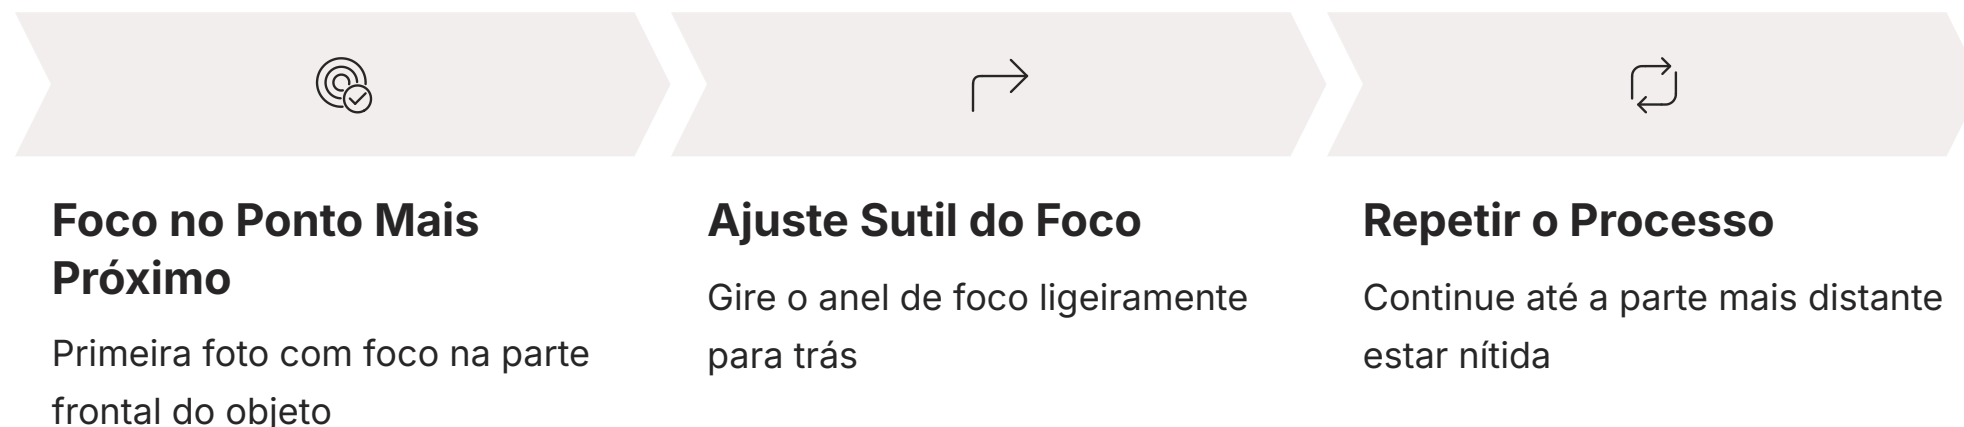 Foco no Ponto Mais
Próximo
Primeira foto com foco na parte
frontal do objeto
Ajuste Sutil do Foco
Gire o anel de foco ligeiramente
para trás
Repetir o Processo
Continue até a parte mais distante
estar nítida